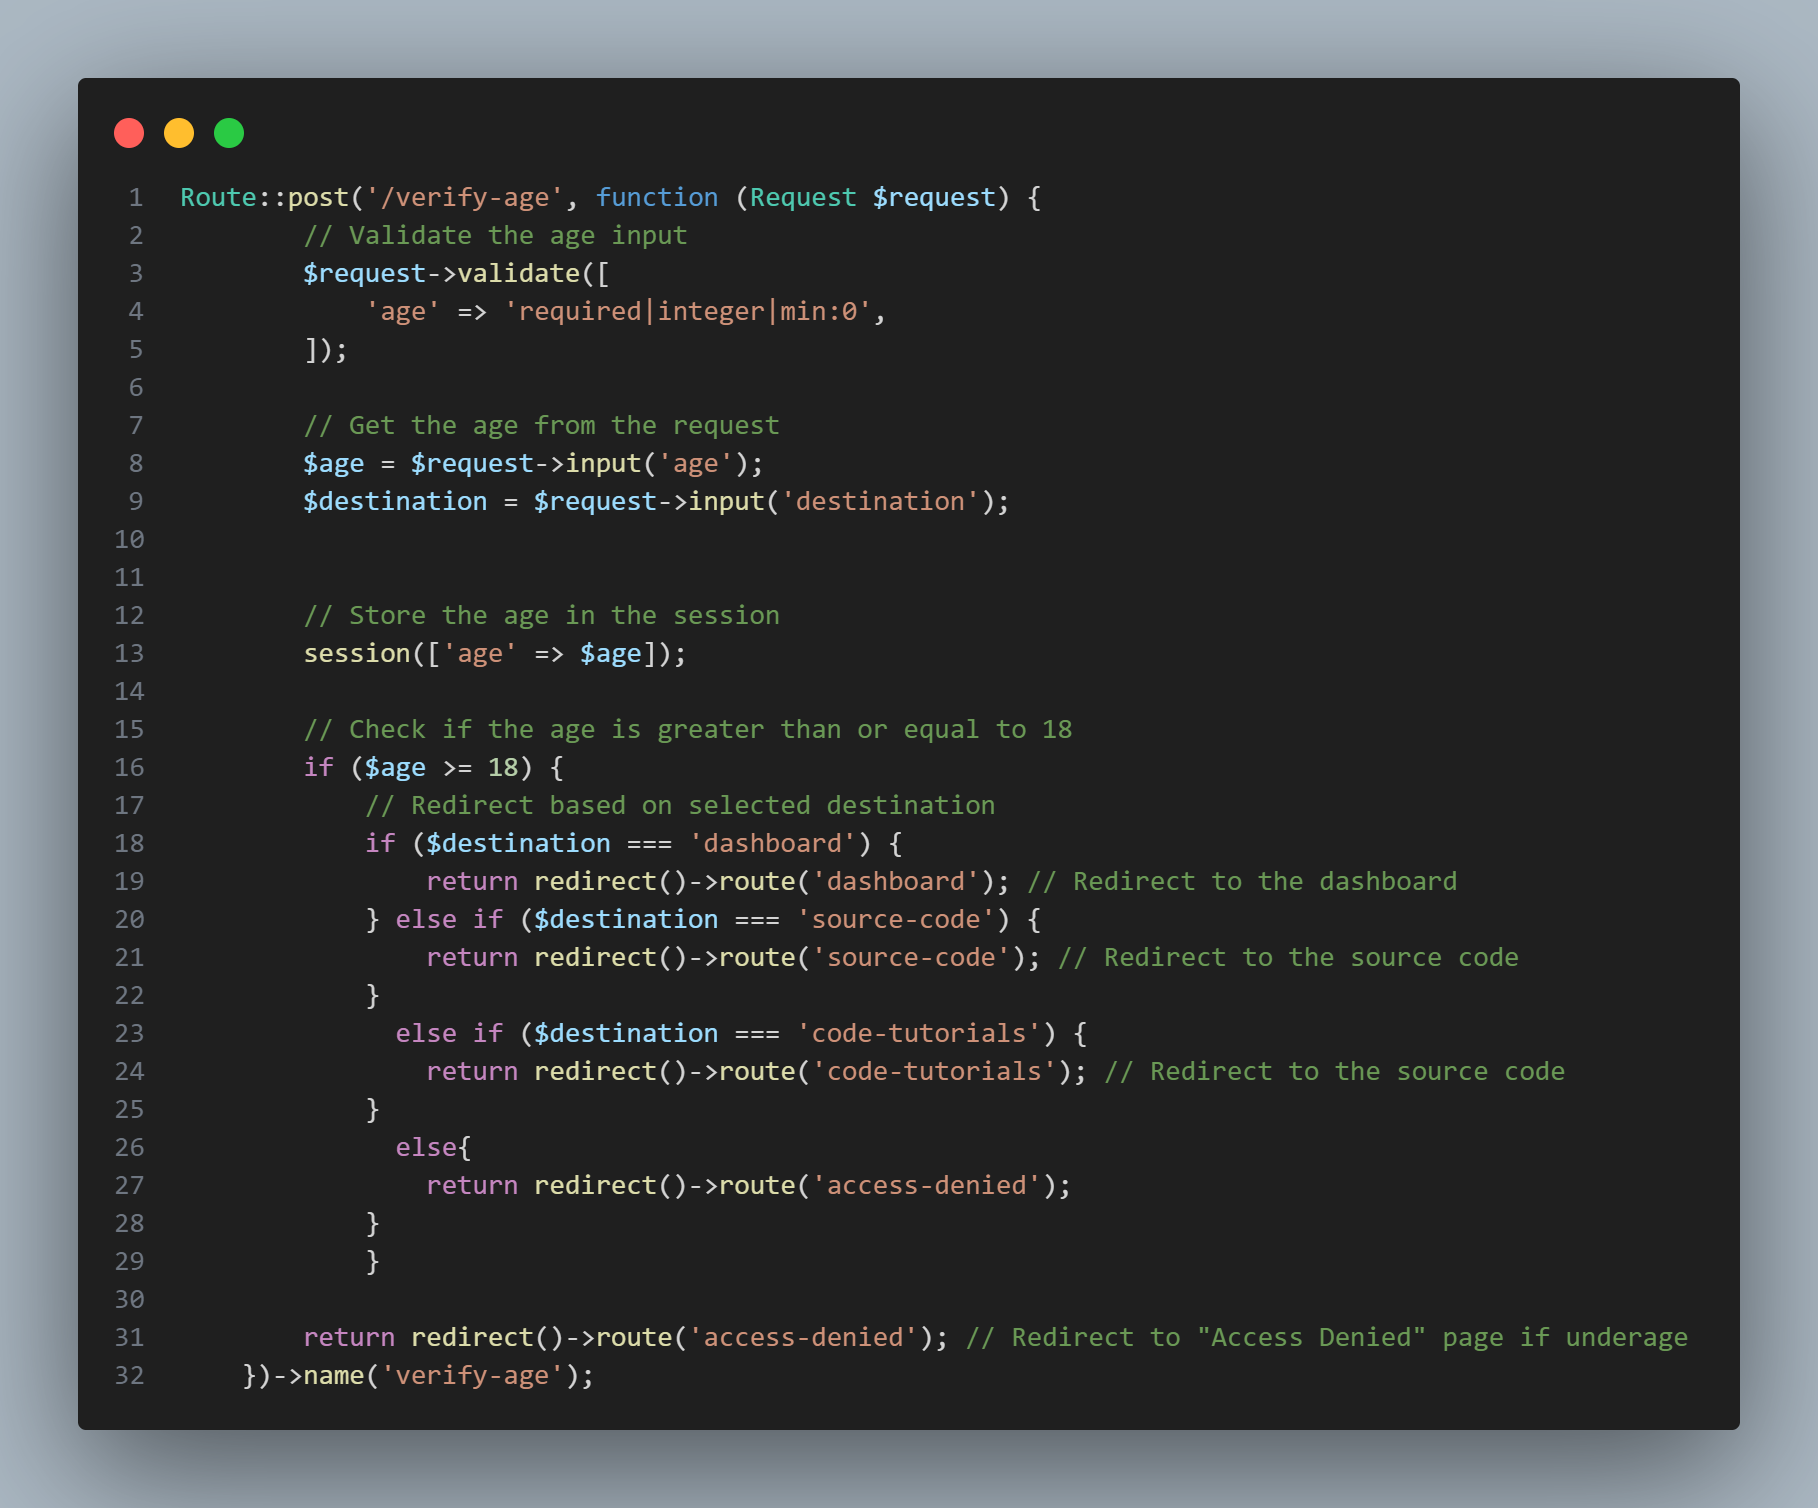 1 Route::post('/verify-age', function (Request $request) {
2 // Validate the age input
3 $request->validate([
4 'age' => 'required|integer|min:0',
5 ]);
6
7 // Get the age from the request
8 $age = $request->input('age');
9 $destination = $request->input('destination');
10
11
12 // Store the age in the session
13 session(['age' => $age]);
14
15 // Check if the age is greater than or equal to 18
16 if ($age >= 18) {
17 // Redirect based on selected destination
18 if ($destination === 'dashboard') {
19 return redirect()->route('dashboard'); // Redirect to the dashboard
20 } else if ($destination === 'source-code') {
21 return redirect()->route('source-code'); // Redirect to the source code
22 }
23 else if ($destination === 'code-tutorials') {
24 return redirect()->route('code-tutorials'); // Redirect to the source code
25 }
26 else{
27 return redirect()->route('access-denied');
28 }
29 }
30
31 return redirect()->route('access-denied'); // Redirect to "Access Denied" page if underage
32 })->name('verify-age');